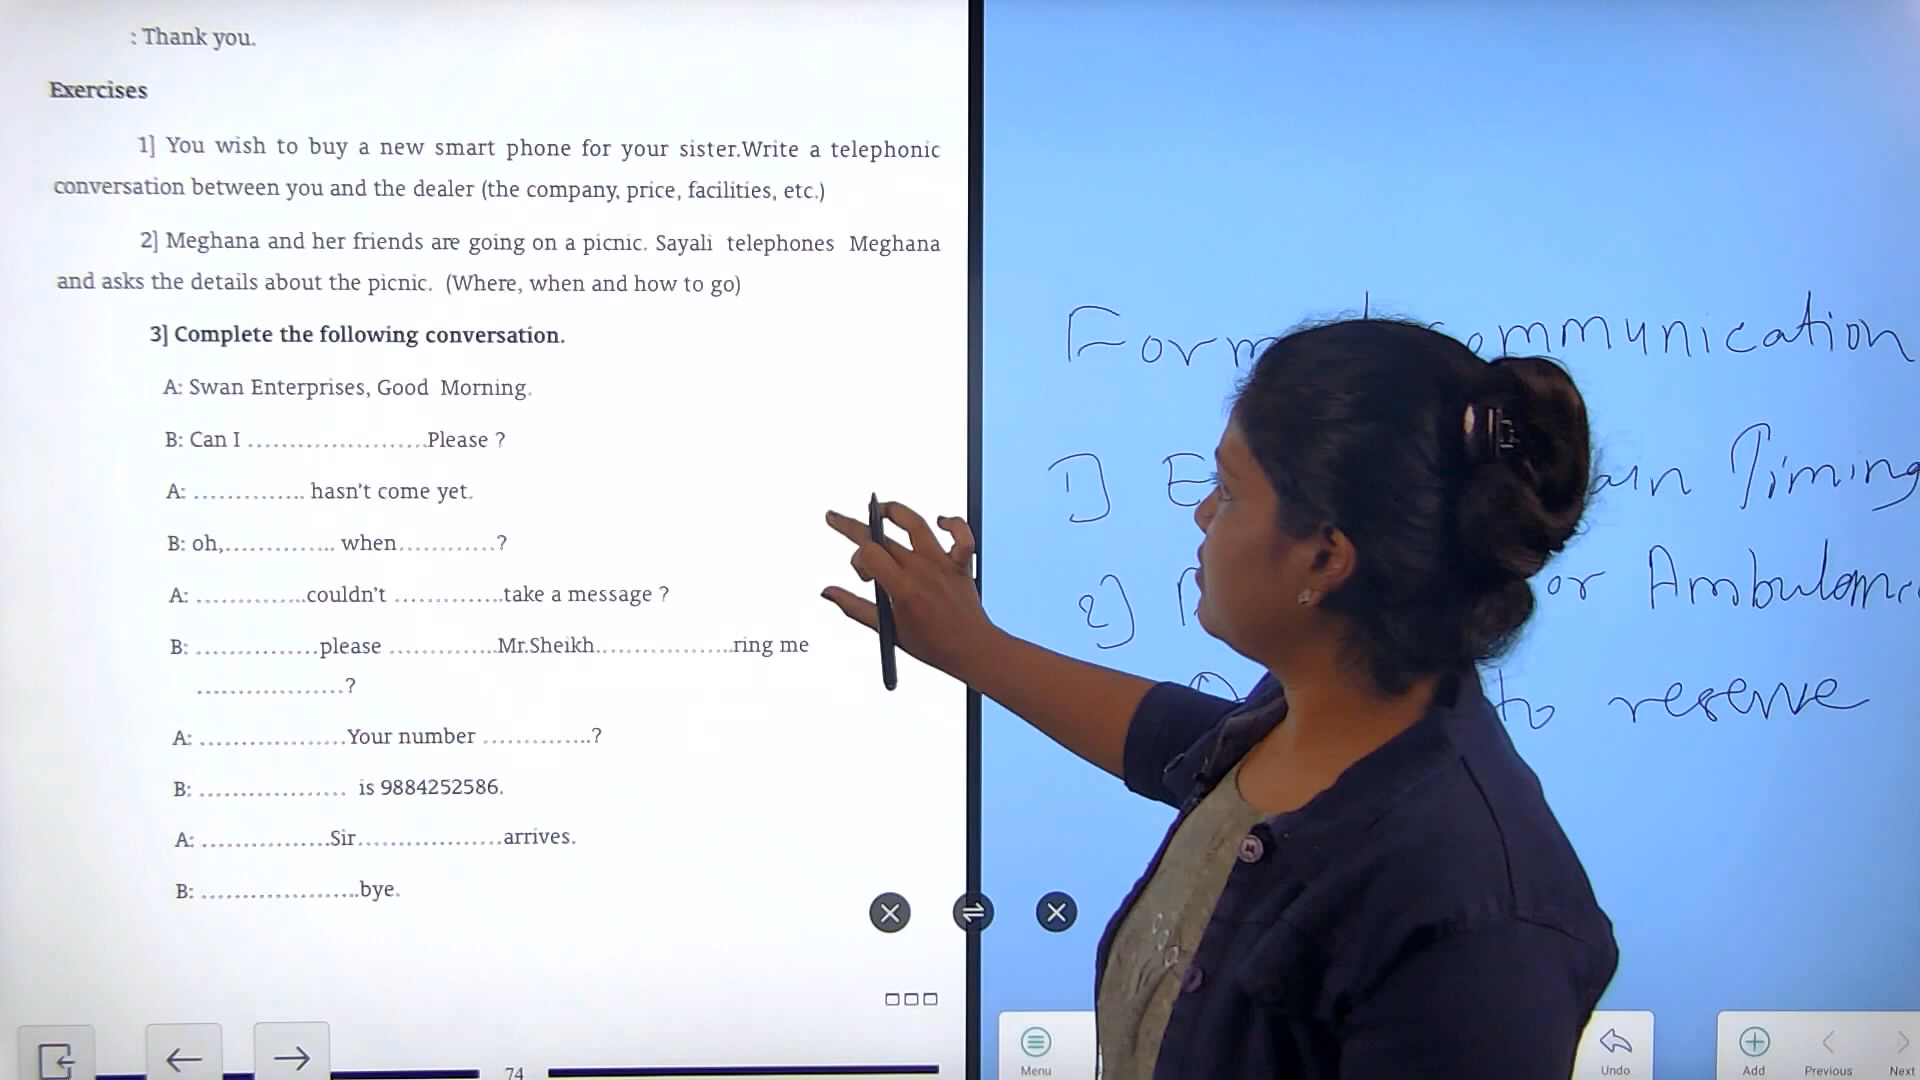 : Thank you.
Exercises
1] You wish to buy a new smart phone for your sister.Write a telephonic
conversation between you and the dealer (the company, price, facilities, etc.)
2] Meghana and her friends are going on a picnic. Sayali telephones Meghana
and asks the details about the picnic. (Where, when and how to go)
3] Complete the following conversation.
A: Swan Enterprises, Good Morning.
B: Can I ......................Please ?
A: .............. hasn't come yet.
B: oh,.............. when............?
A: ..............couldn't ..............take a message ?
B: ...............please .............Mr.Sheikh.................ring me
..................?
A: ..................Your number .............?
B: .................. is 9884252586.
A: ................Sir..................arrives.
B: ...................bye.
74
ommunication
1] Timing
2] or
to reserve
Menu
Undo
Add
Previous
Next